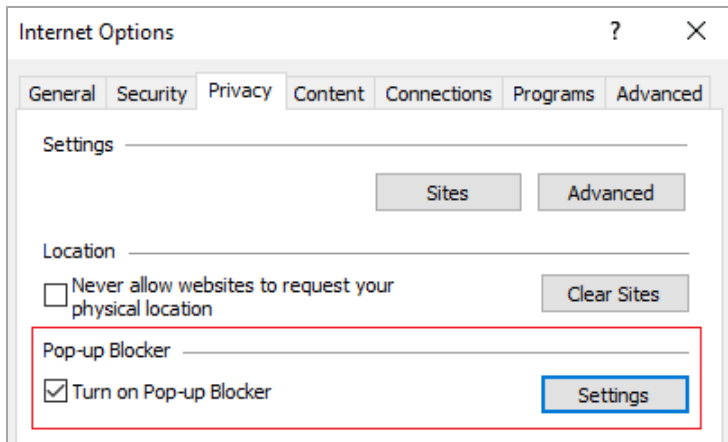 Internet Options ?
General Security Privacy Content Connections Programs Advanced
Settings
Sites Advanced
Location
Never allow websites to request your
physical location
Clear Sites
Pop-up Blocker
Turn on Pop-up Blocker Settings